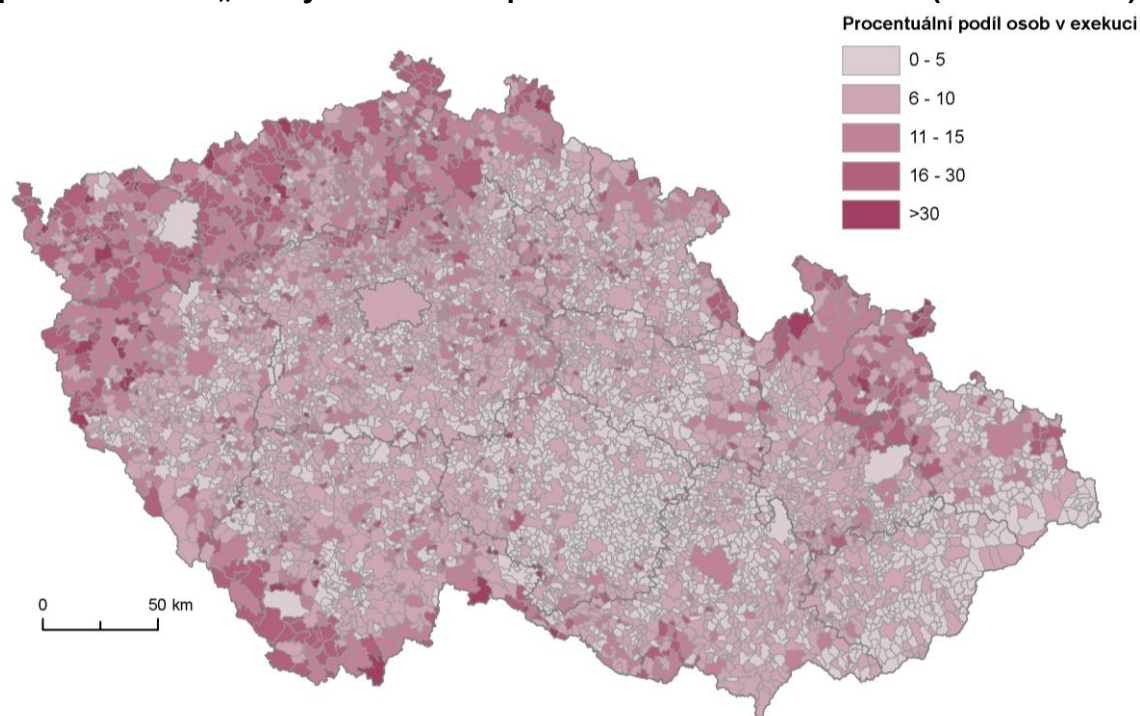 Procentuální podíl osob v exekuci
0 - 5
6 - 10
11 - 15
16 - 30
>30
0 50 km